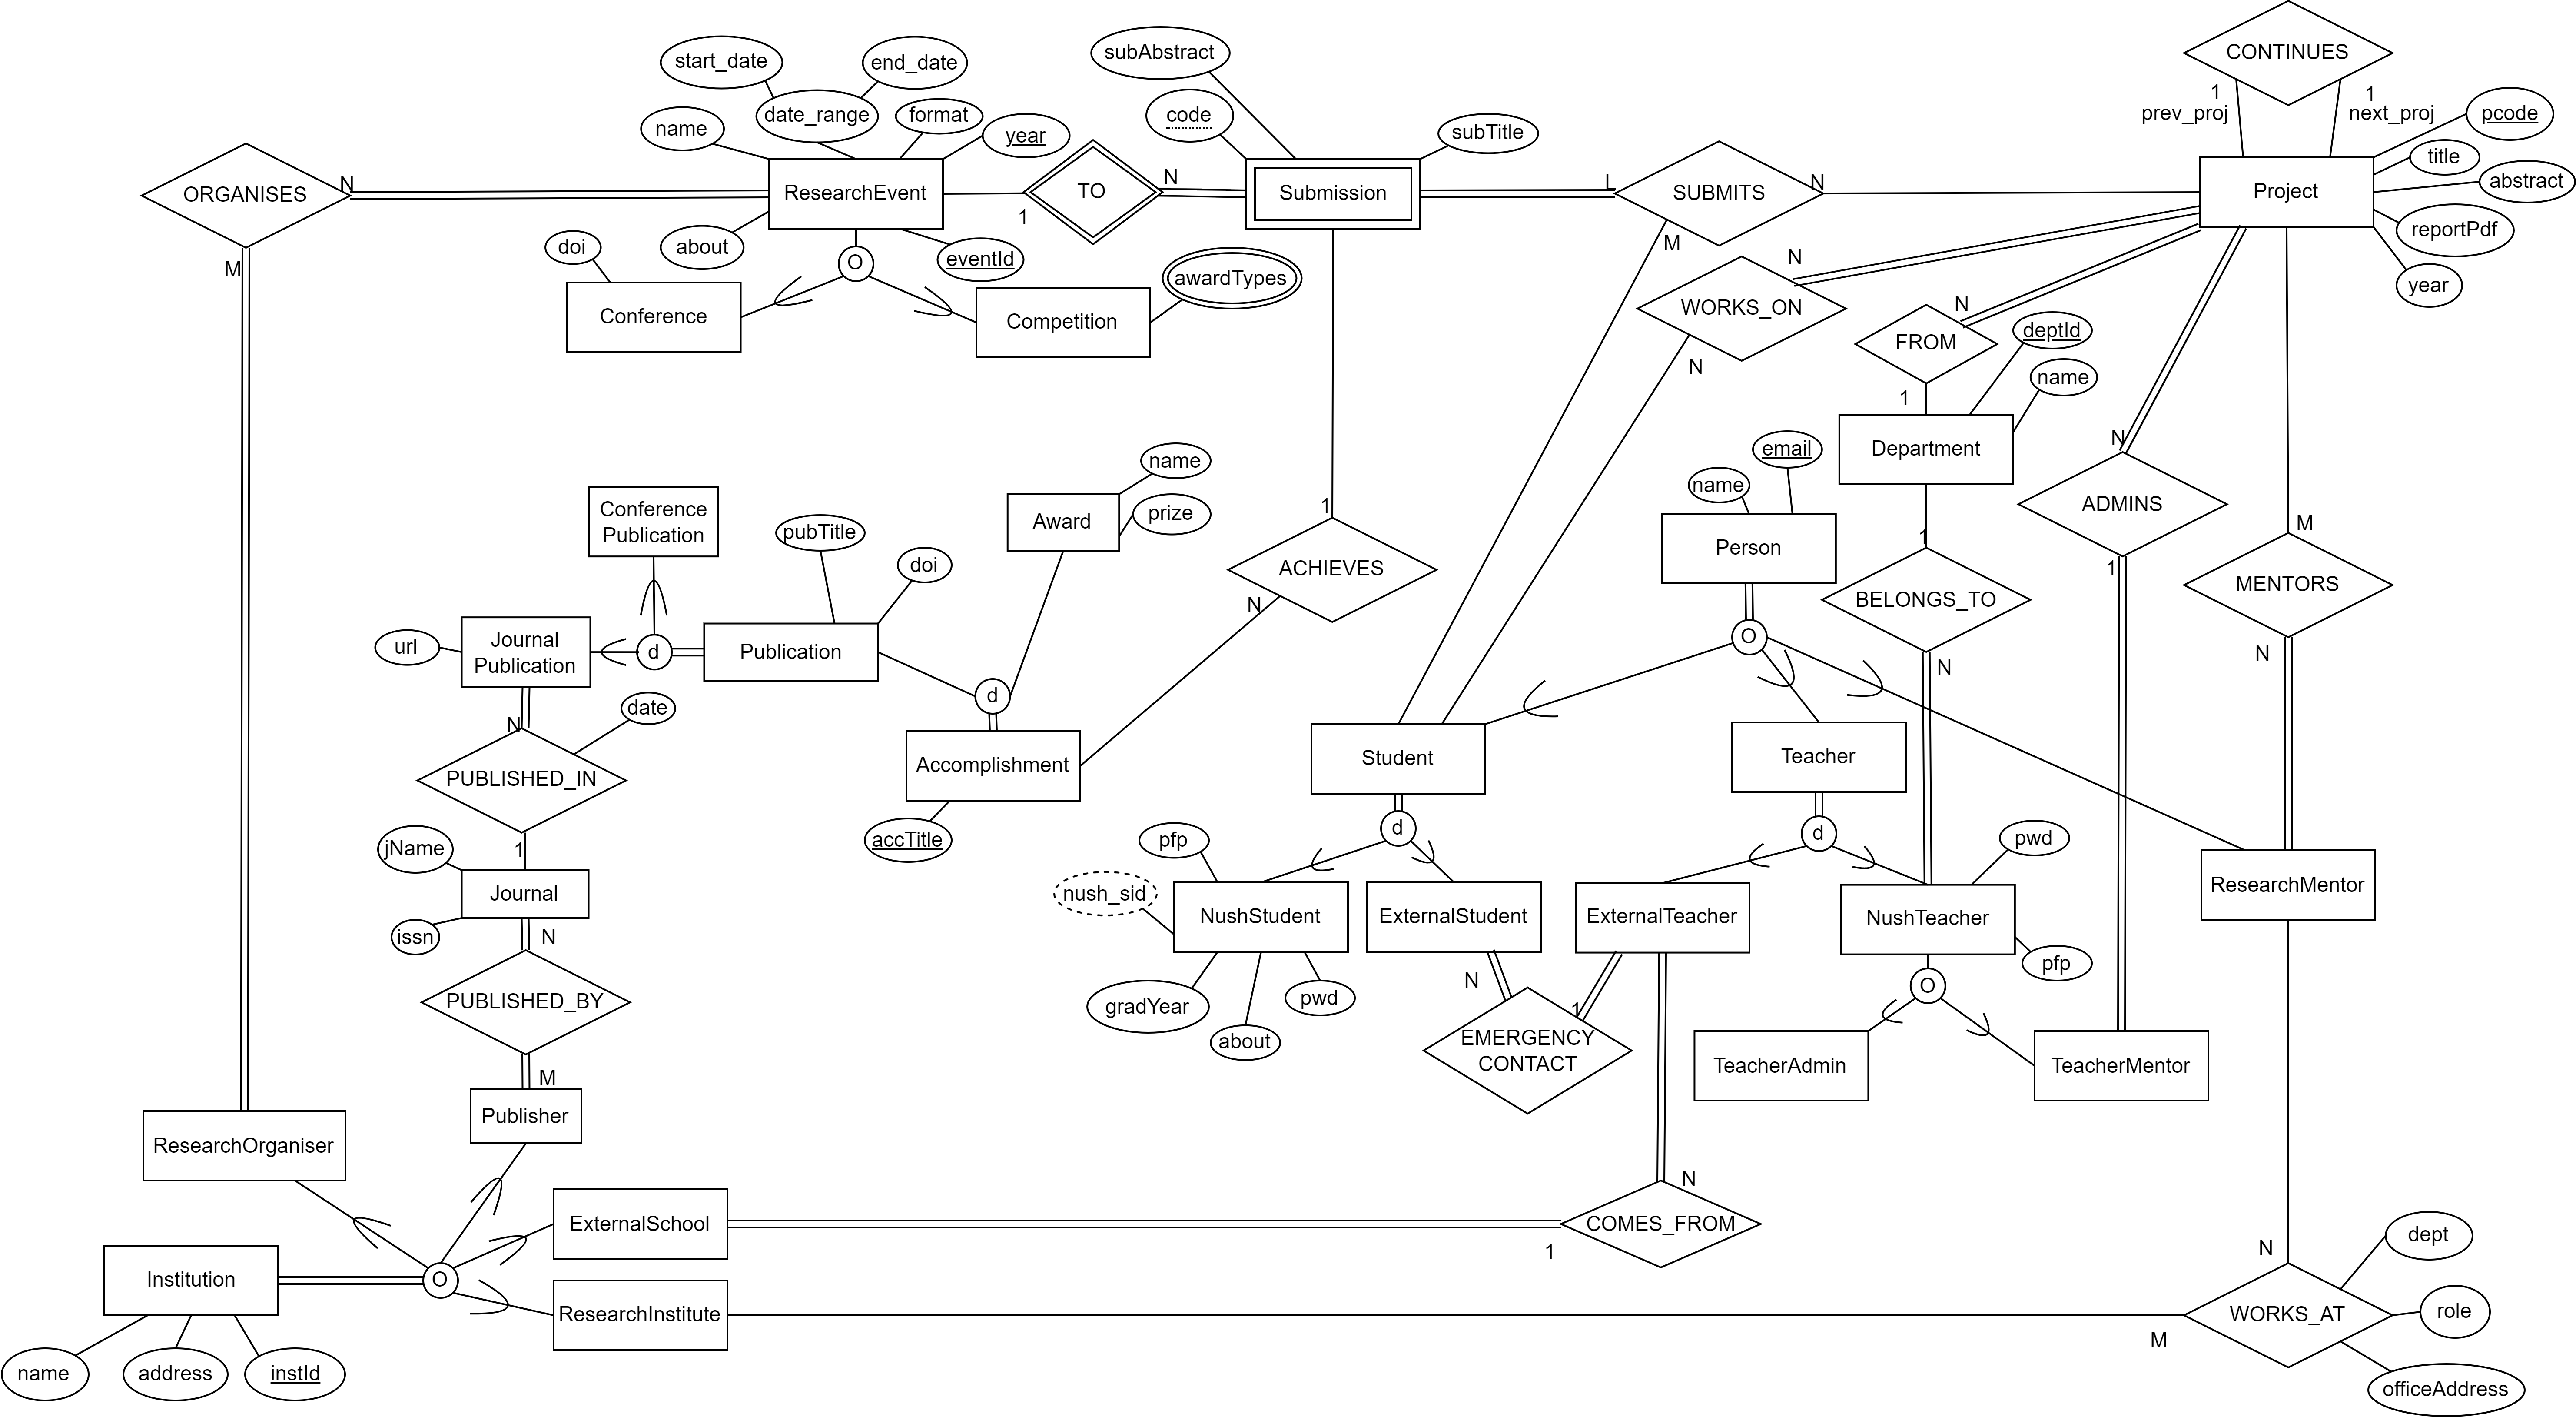 CONTINUES
1
1
prev_proj
next_proj
pcode
title
abstract
reportPdf
year
Project
subAbstract
start_date
end_date
date_range
format
name
year
code
subTitle
ORGANISES
N
M
ResearchEvent
about
eventId
1
TO
N
Submission
L
SUBMITS
N
M
doi
O
Conference
Competition
awardTypes
N
WORKS_ON
N
N
FROM
1
deptId
name
Department
N
ADMINS
1
M
MENTORS
N
name
email
Person
O
1
BELONGS_TO
N
name
prize
Award
1
ACHIEVES
N
Conference
Publication
pubTitle
doi
url
Journal
Publication
d
Publication
d
Accomplishment
accTitle
N
date
PUBLISHED_IN
1
jName
Journal
issn
N
PUBLISHED_BY
M
Publisher
Student
Teacher
d
d
pfp
nush_sid
NushStudent
gradYear
about
pwd
ExternalStudent
ExternalTeacher
NushTeacher
pwd
pfp
ResearchMentor
N
1
EMERGENCY
CONTACT
O
TeacherAdmin
TeacherMentor
ResearchOrganiser
ExternalSchool
N
COMES_FROM
1
Institution
O
ResearchInstitute
name
address
instId
N
WORKS_AT
M
dept
role
officeAddress